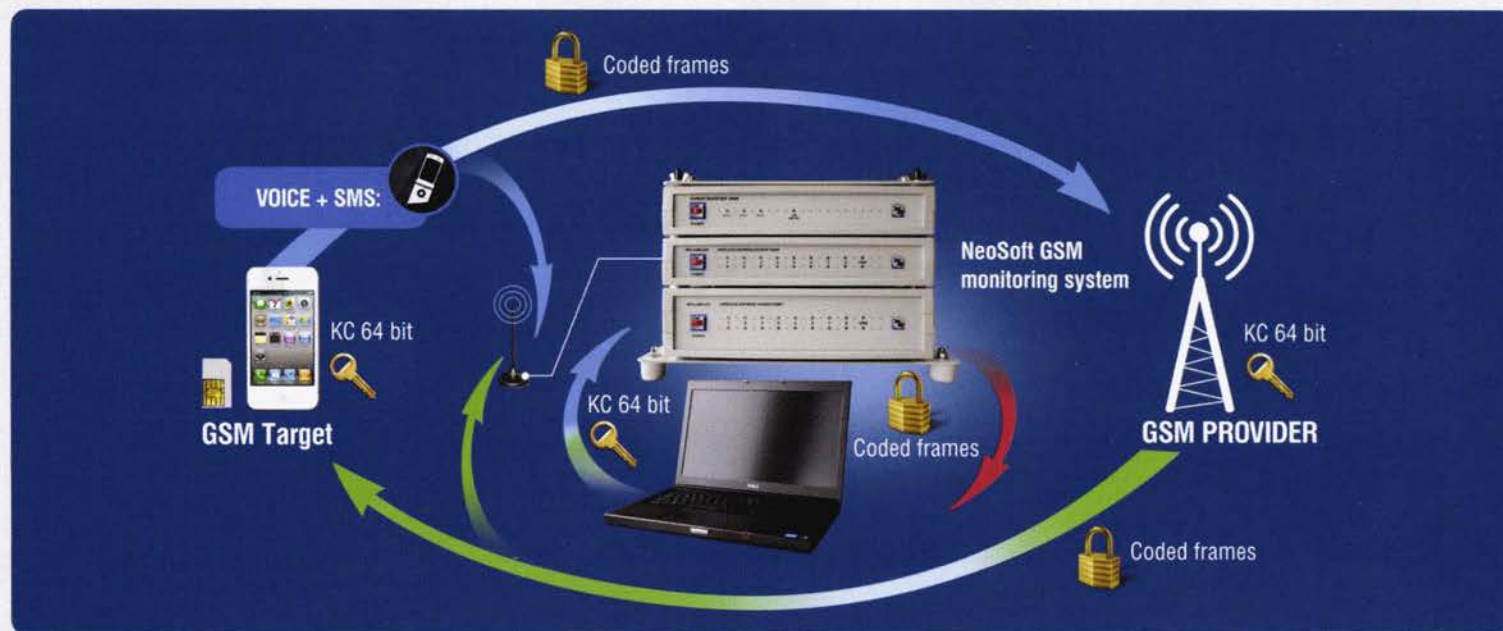 Coded frames
VOICE + SMS:
NeoSoft GSM
monitoring system
KC 64 bit
KC 64 bit
GSM Target
KC 64 bit
GSM PROVIDER
Coded frames
Coded frames